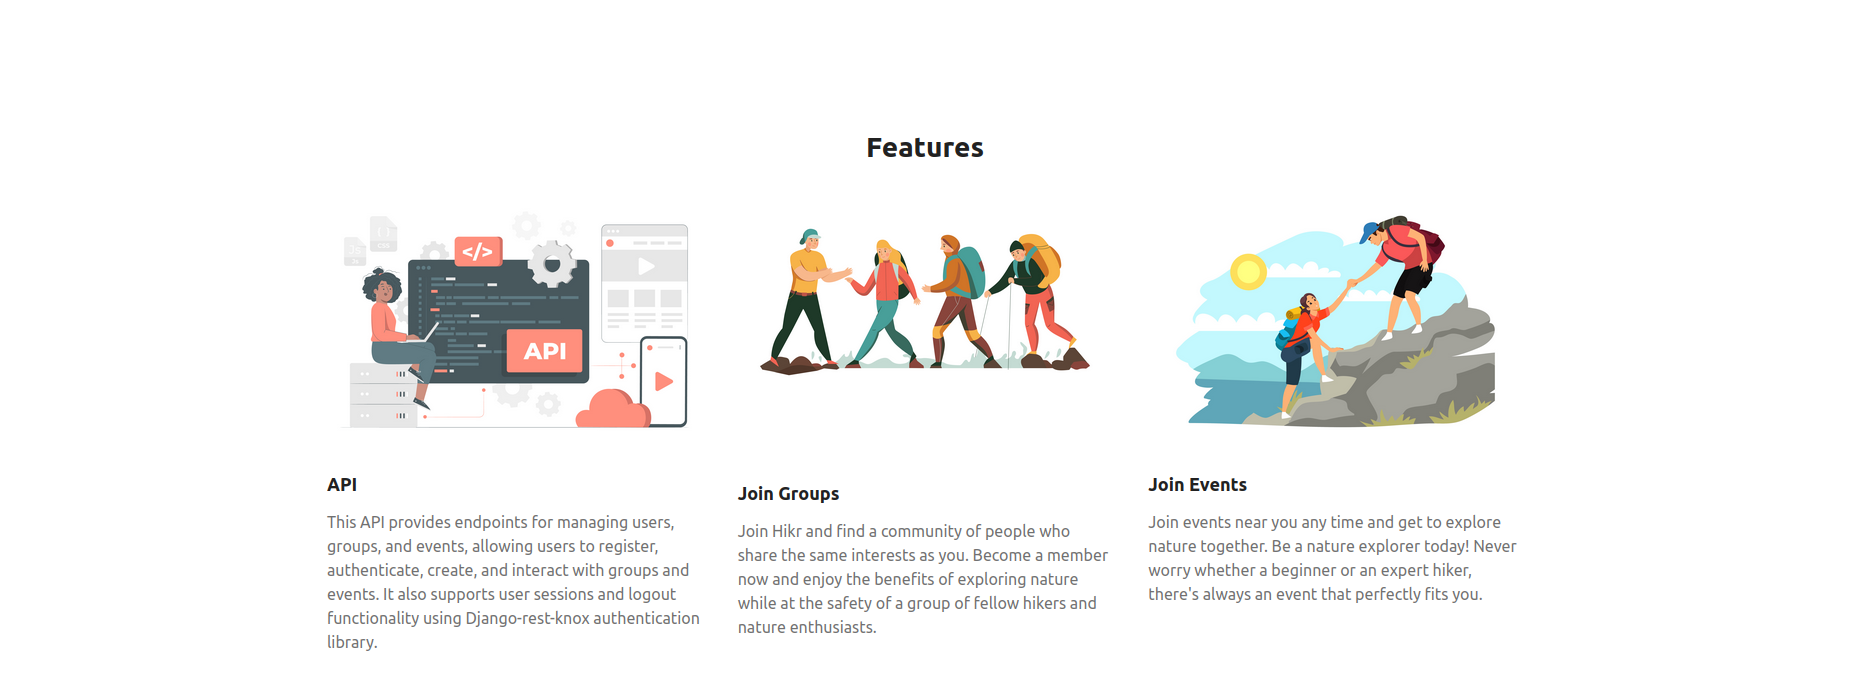 Features
</>
API
API
This API provides endpoints for managing users,
groups, and events, allowing users to register,
authenticate, create, and interact with groups and
events. It also supports user sessions and logout
functionality using Django-rest-knox authentication
library.
Join Groups
Join Hikr and find a community of people who
share the same interests as you. Become a member
now and enjoy the benefits of exploring nature
while at the safety of a group of fellow hikers and
nature enthusiasts.
Join Events
Join events near you any time and get to explore
nature together. Be a nature explorer today! Never
worry whether a beginner or an expert hiker,
there's always an event that perfectly fits you.